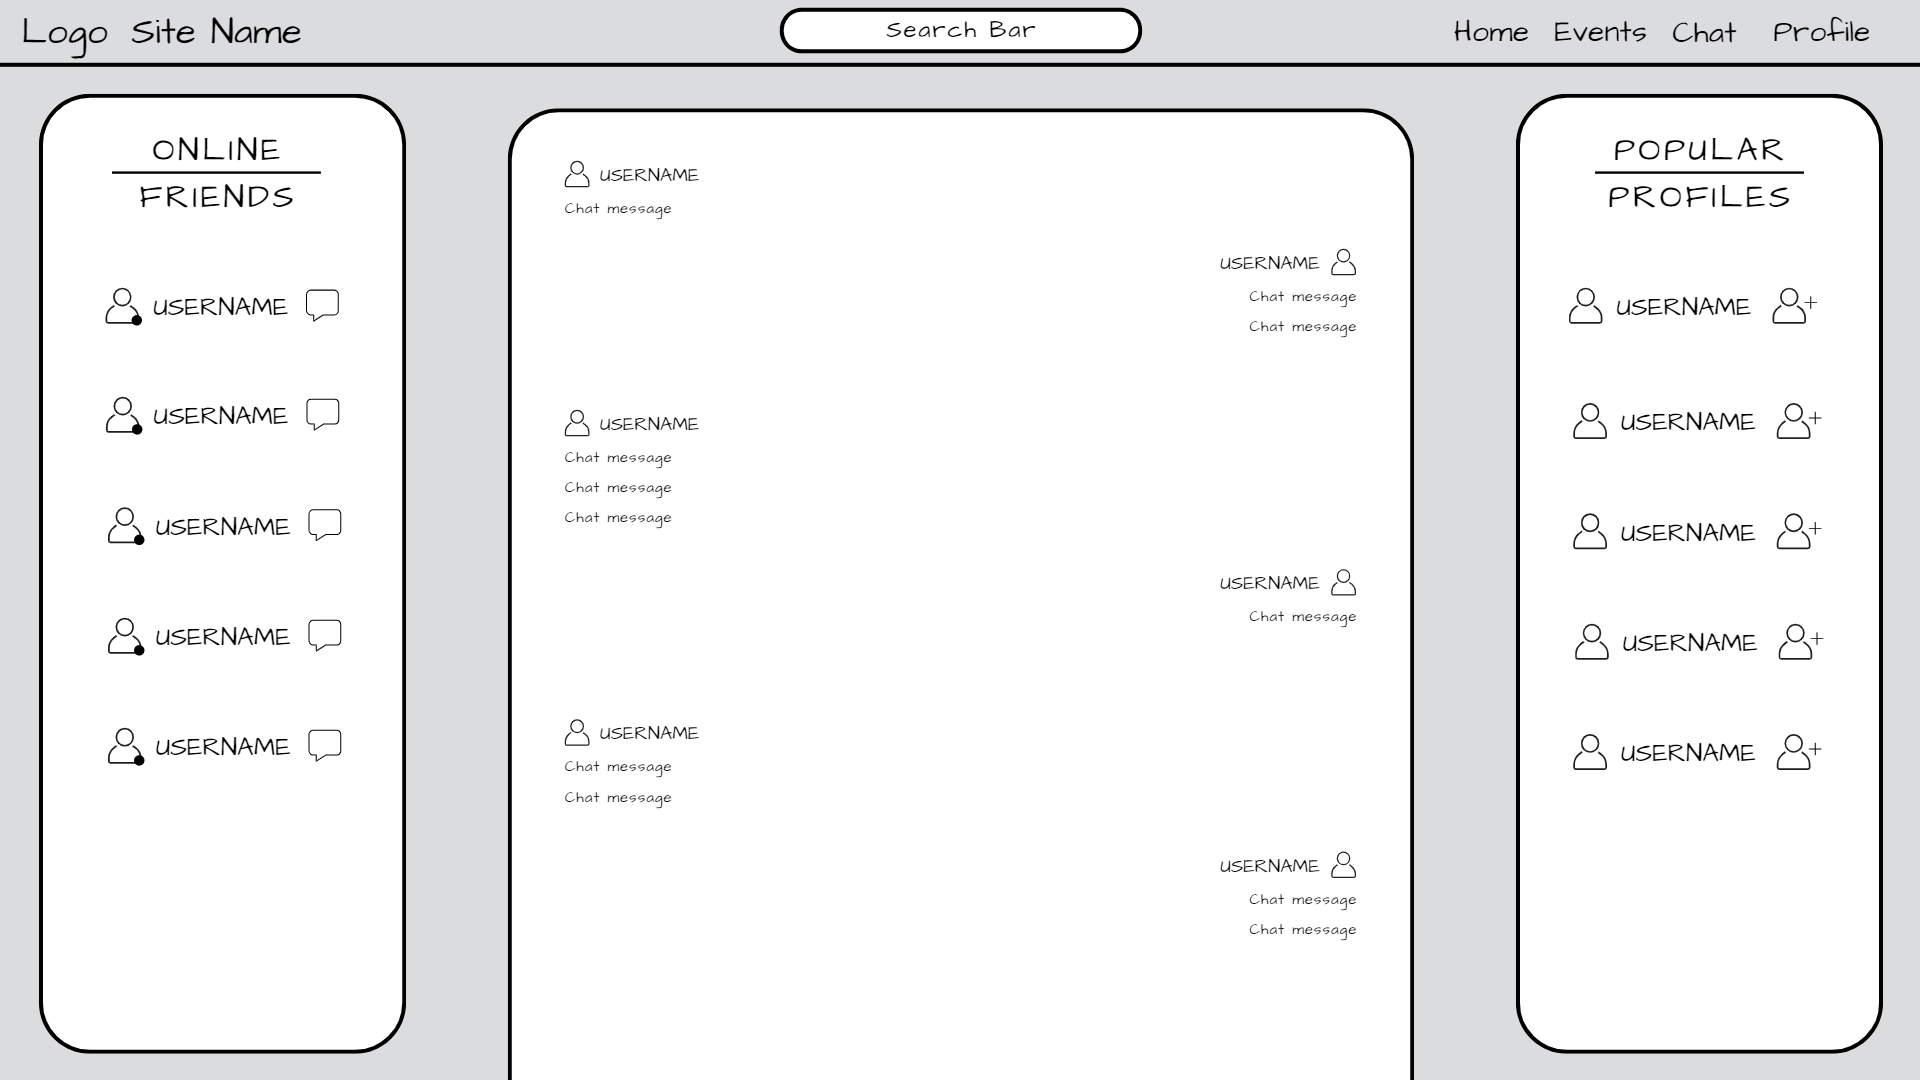 Logo Site Name
Search Bar
Home Events Chat Profile
ONLINE
FRIENDS
USERNAME
USERNAME
USERNAME
USERNAME
USERNAME
USERNAME
Chat message
USERNAME
Chat message
Chat message
USERNAME
Chat message
Chat message
Chat message
USERNAME
Chat message
USERNAME
Chat message
Chat message
USERNAME
Chat message
Chat message
POPULAR
PROFILES
USERNAME
USERNAME
USERNAME
USERNAME
USERNAME